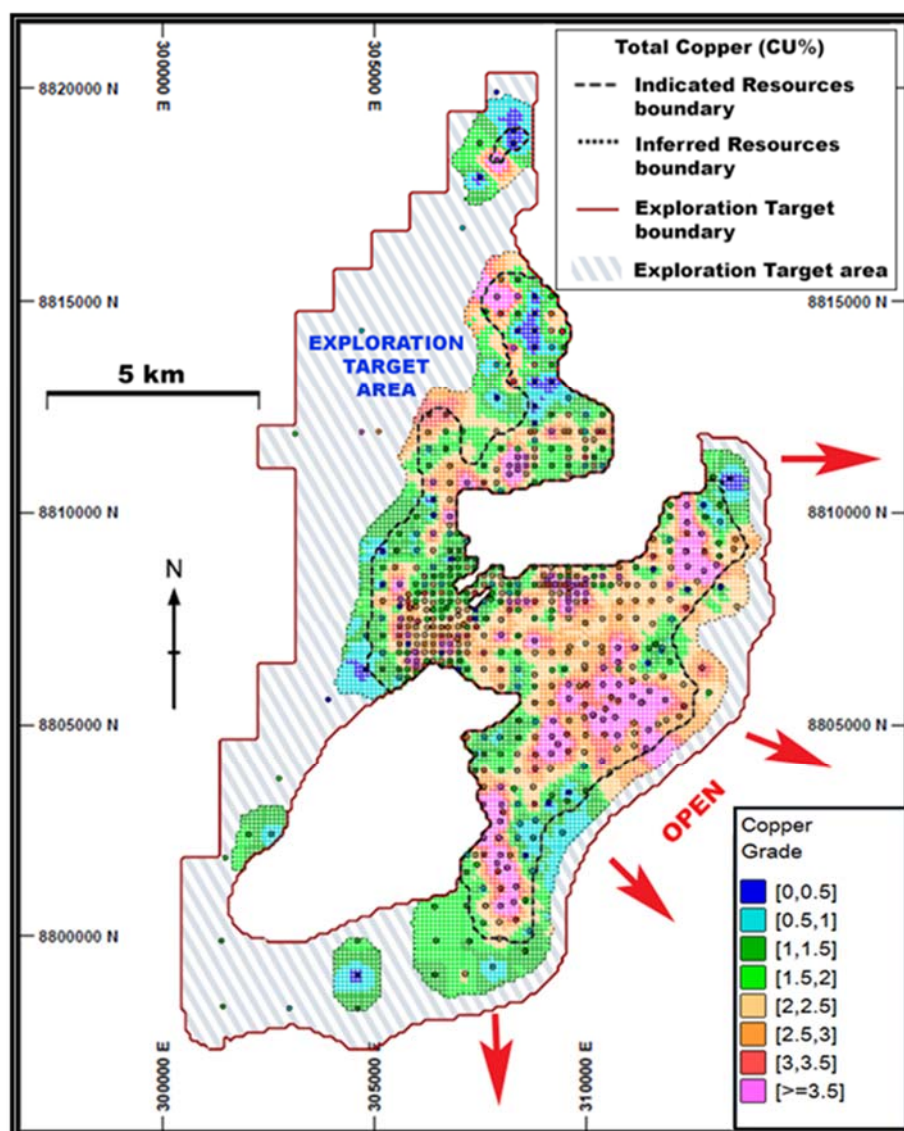 300000 E
305000 E
Total Copper (CU%)
Indicated Resources
boundary
Inferred Resources
boundary
Exploration Target
boundary
Exploration Target area
8820000 N
8815000 N
8815000 N
EXPLORATION
TARGET
AREA
5 km
8810000 N
8810000 N
N
8805000 N
8805000 N
OPEN
8800000 N
300000 E
305000 E
310000
Copper
Grade
[0,0.5]
[0.5,1]
[1,1.5]
[1.5,2]
[2,2.5]
[2.5,3]
[3,3.5]
[>=3.5]